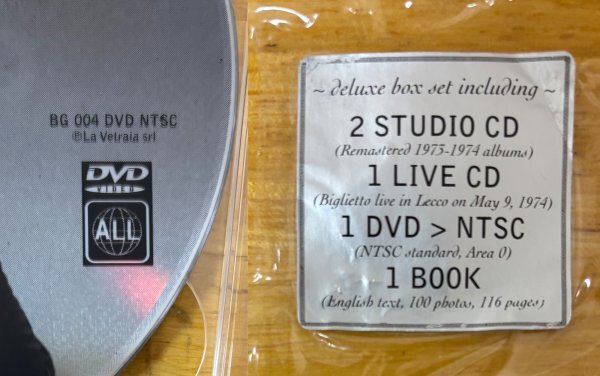 BG 004 DVD NTSC
℗La Vetraia srl
DVD
VIDEO
ALL
~ deluxe box set including ~
2 STUDIO CD
(Remastered 1973-1974 albums)
1 LIVE CD
(Biglietto live in Lecco on May 9, 1974)
1 DVD > NTSC
(NTSC standard, Area 0)
1 BOOK
(English text, 100 photos, 116 pages)